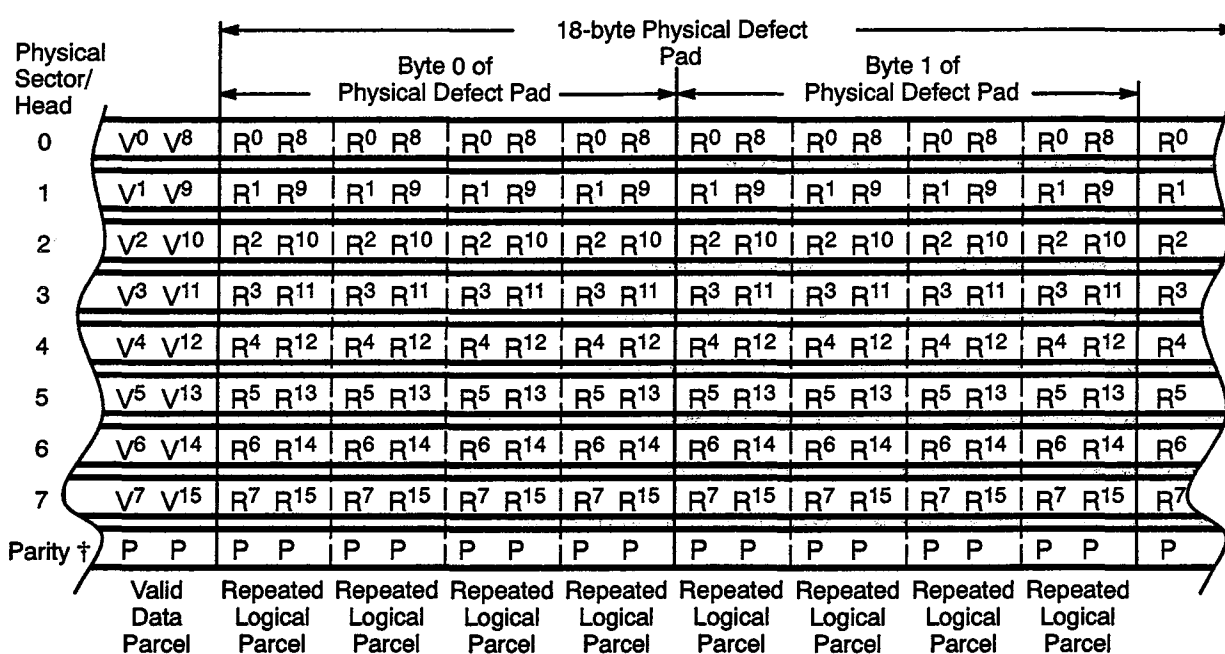 18-byte Physical Defect
Pad
Physical
Sector/
Head
Byte 0 of
Physical Defect Pad
Byte 1 of
Physical Defect Pad
0 V⁰ V⁸ R⁰ R⁸ R⁰ R⁸ R⁰ R⁸ R⁰ R⁸ R⁰ R⁸ R⁰ R⁸ R⁰ R⁸ R⁰ R⁸ R⁰
1 V¹ V⁹ R¹ R⁹ R¹ R⁹ R¹ R⁹ R¹ R⁹ R¹ R⁹ R¹ R⁹ R¹ R⁹ R¹ R⁹ R¹
2 V² V¹⁰ R² R¹⁰ R² R¹⁰ R² R¹⁰ R² R¹⁰ R² R¹⁰ R² R¹⁰ R² R¹⁰ R² R¹⁰ R²
3 V³ V¹¹ R³ R¹¹ R³ R¹¹ R³ R¹¹ R³ R¹¹ R³ R¹¹ R³ R¹¹ R³ R¹¹ R³ R¹¹ R³
4 V⁴ V¹² R⁴ R¹² R⁴ R¹² R⁴ R¹² R⁴ R¹² R⁴ R¹² R⁴ R¹² R⁴ R¹² R⁴ R¹² R⁴
5 V⁵ V¹³ R⁵ R¹³ R⁵ R¹³ R⁵ R¹³ R⁵ R¹³ R⁵ R¹³ R⁵ R¹³ R⁵ R¹³ R⁵ R¹³ R⁵
6 V⁶ V¹⁴ R⁶ R¹⁴ R⁶ R¹⁴ R⁶ R¹⁴ R⁶ R¹⁴ R⁶ R¹⁴ R⁶ R¹⁴ R⁶ R¹⁴ R⁶ R¹⁴ R⁶
7 V⁷ V¹⁵ R⁷ R¹⁵ R⁷ R¹⁵ R⁷ R¹⁵ R⁷ R¹⁵ R⁷ R¹⁵ R⁷ R¹⁵ R⁷ R¹⁵ R⁷ R¹⁵ R⁷
Parity † P P P P P P P P P P P P P P P P P P P
Valid Repeated Repeated Repeated Repeated Repeated Repeated Repeated Repeated
Data Logical Logical Logical Logical Logical Logical Logical Logical
Parcel Parcel Parcel Parcel Parcel Parcel Parcel Parcel Parcel